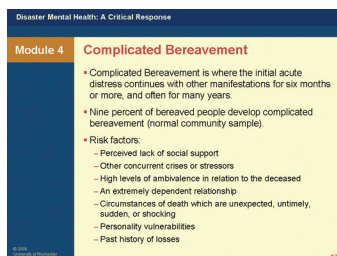 Disaster Mental Health: A Critical Response
Module 4
Complicated Bereavement
▪ Complicated Bereavement is where the initial acute
distress continues with other manifestations for six months
or more, and often for many years.
▪ Nine percent of bereaved people develop complicated
bereavement (normal community sample).
▪ Risk factors:
– Perceived lack of social support
– Other concurrent crises or stressors
– High levels of ambivalence in relation to the deceased
– An extremely dependent relationship
– Circumstances of death which are unexpected, untimely,
sudden, or shocking
– Personality vulnerabilities
– Past history of losses
University of Rochester